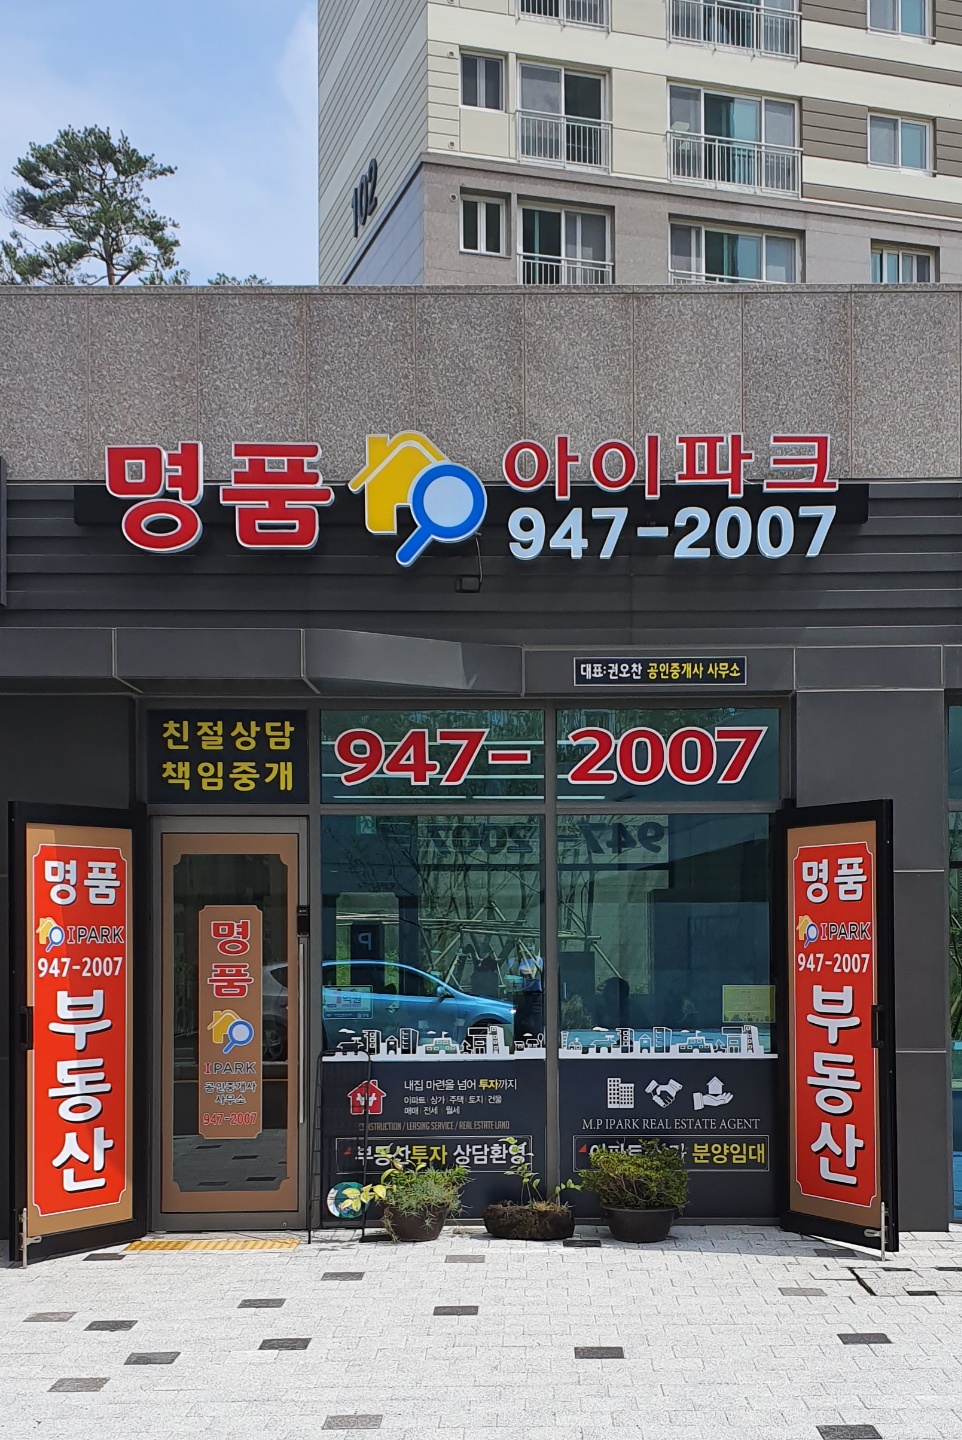 102
명품 아이파크
947-2007
대표:권오찬 공인중개사 사무소
친절상담
책임중개
947- 2007
명품
IPARK
947-2007
부동산
명
품
IPARK
공인중개사
사무소
947-2007
P
내집 마련을 넘어 투자까지
아파트 | 상가 | 주택 | 토지 | 건물
매매 | 전세 | 월세
CONSTRUCTION / LEASING SERVICE / REAL ESTATE LAND
부동산투자 상담환영
M.P IPARK REAL ESTATE AGENT
분양임대
명품
IPARK
947-2007
부동산